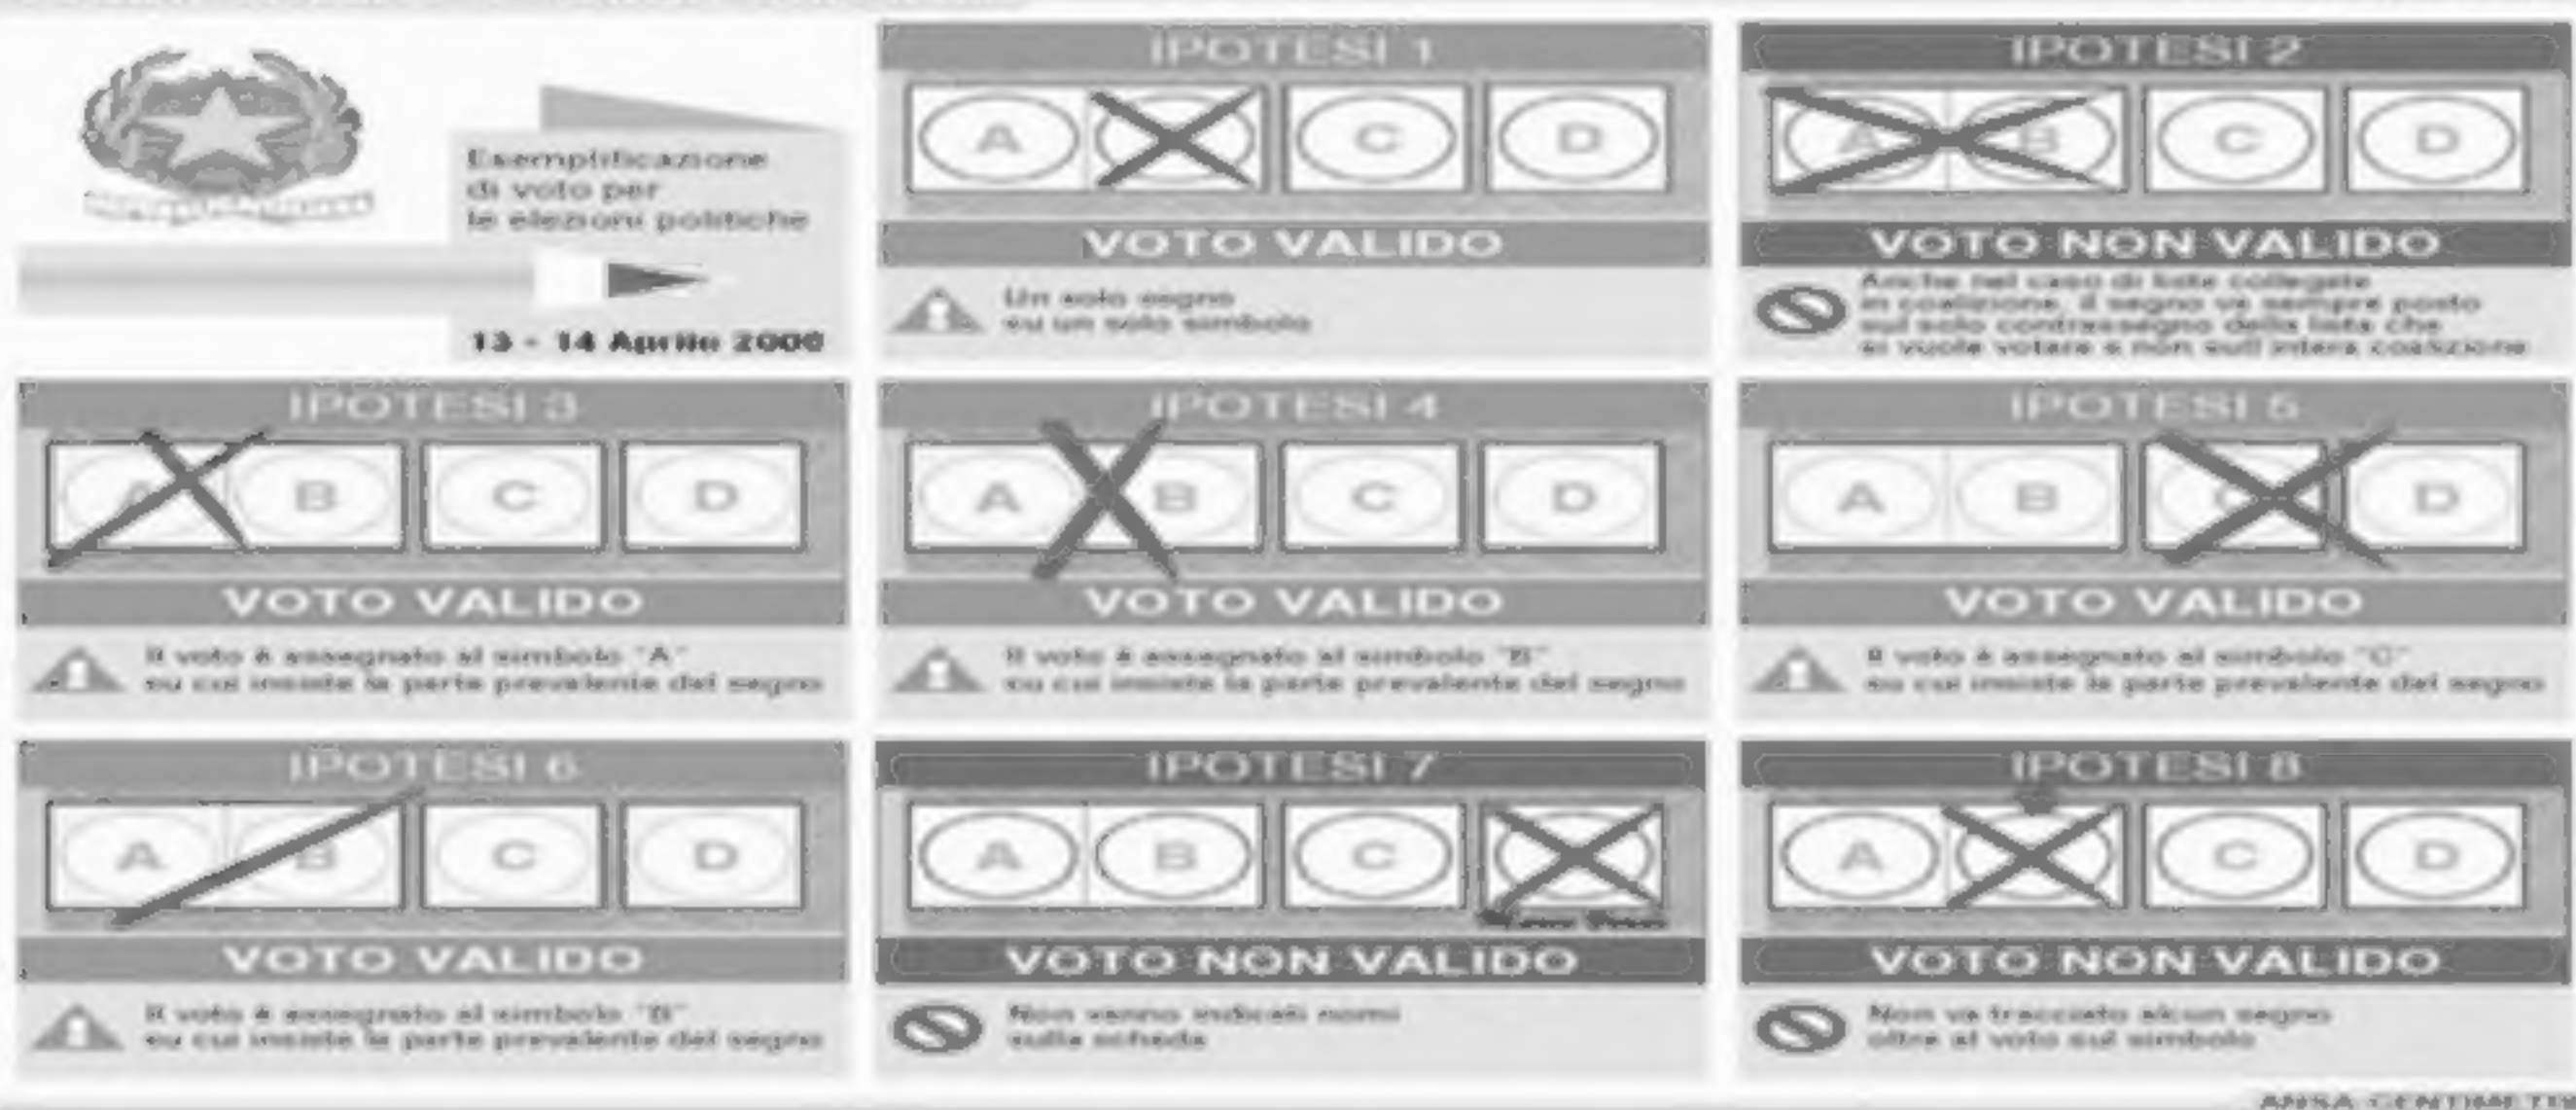 Esemplificazione
di voto per
le elezioni politiche
13 - 14 Aprile 2008
IPOTESI 1
A
C
D
VOTO VALIDO
Un solo segno
su un solo simbolo
IPOTESI 2
A B
C
D
VOTO NON VALIDO
Anche nel caso di liste collegate
in coalizione, il segno va sempre posto
sul solo contrassegno della lista che
si vuole votare e non sull'intera coalizione
IPOTESI 3
A
B
C
D
VOTO VALIDO
Il voto è assegnato al simbolo "A"
su cui insiste la parte prevalente del segno
IPOTESI 4
A
B
C
D
VOTO VALIDO
Il voto è assegnato al simbolo "B"
su cui insiste la parte prevalente del segno
IPOTESI 5
A
B
D
VOTO VALIDO
Il voto è assegnato al simbolo "C"
su cui insiste la parte prevalente del segno
IPOTESI 6
A
B
C
D
VOTO VALIDO
Il voto è assegnato al simbolo "B"
su cui insiste la parte prevalente del segno
IPOTESI 7
A
B
C
VOTO NON VALIDO
Non vanno indicati nomi
sulla scheda
IPOTESI 8
A
C
D
VOTO NON VALIDO
Non va tracciato alcun segno
oltre al voto sul simbolo